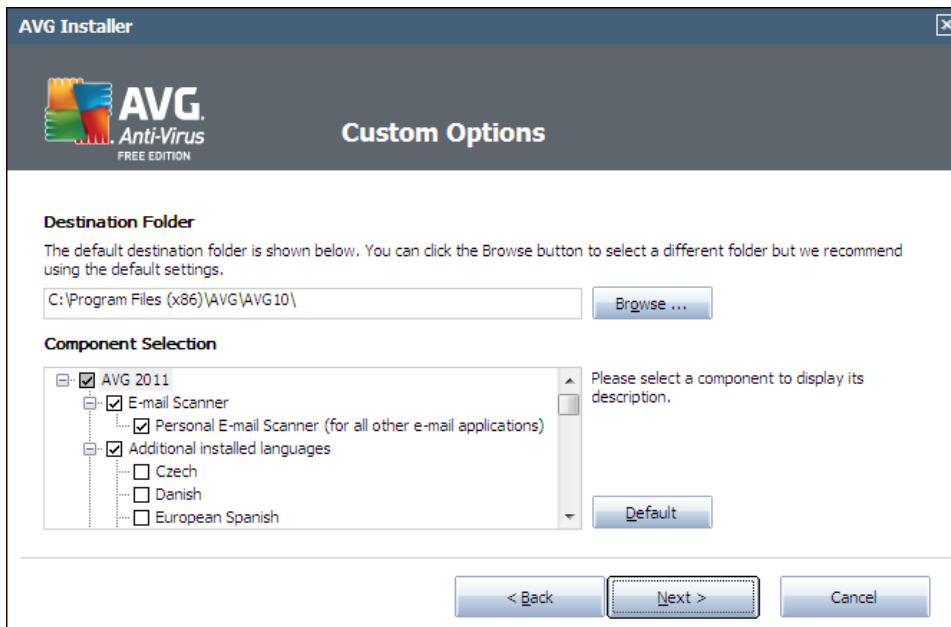 AVG Installer
AVG.
Anti-Virus
FREE EDITION
Custom Options
Destination Folder
The default destination folder is shown below. You can click the Browse button to select a different folder but we recommend
using the default settings.
C:\Program Files (x86)\AVG\AVG10\
Browse ...
Component Selection
AVG 2011
E-mail Scanner
Personal E-mail Scanner (for all other e-mail applications)
Additional installed languages
Czech
Danish
European Spanish
Please select a component to display its
description.
Default
< Back
Next >
Cancel